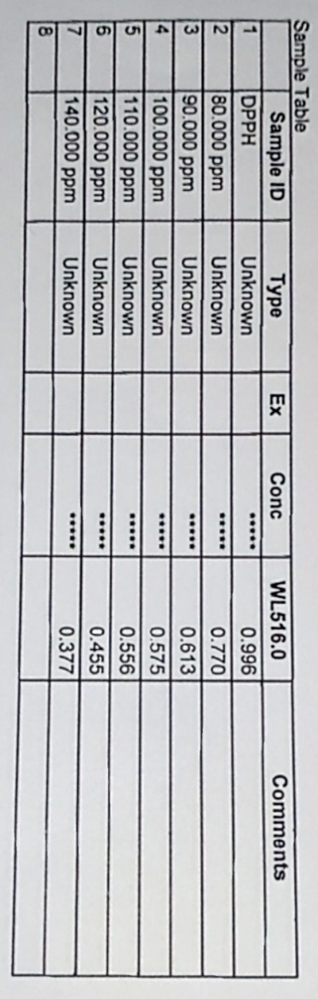 Sample Table
Sample ID Type Ex Conc WL516.0 Comments
1 DPPH Unknown ***** 0.996
2 80.000 ppm Unknown ***** 0.770
3 90.000 ppm Unknown ***** 0.613
4 100.000 ppm Unknown ***** 0.575
5 110.000 ppm Unknown ***** 0.556
6 120.000 ppm Unknown ***** 0.455
7 140.000 ppm Unknown ***** 0.377
8